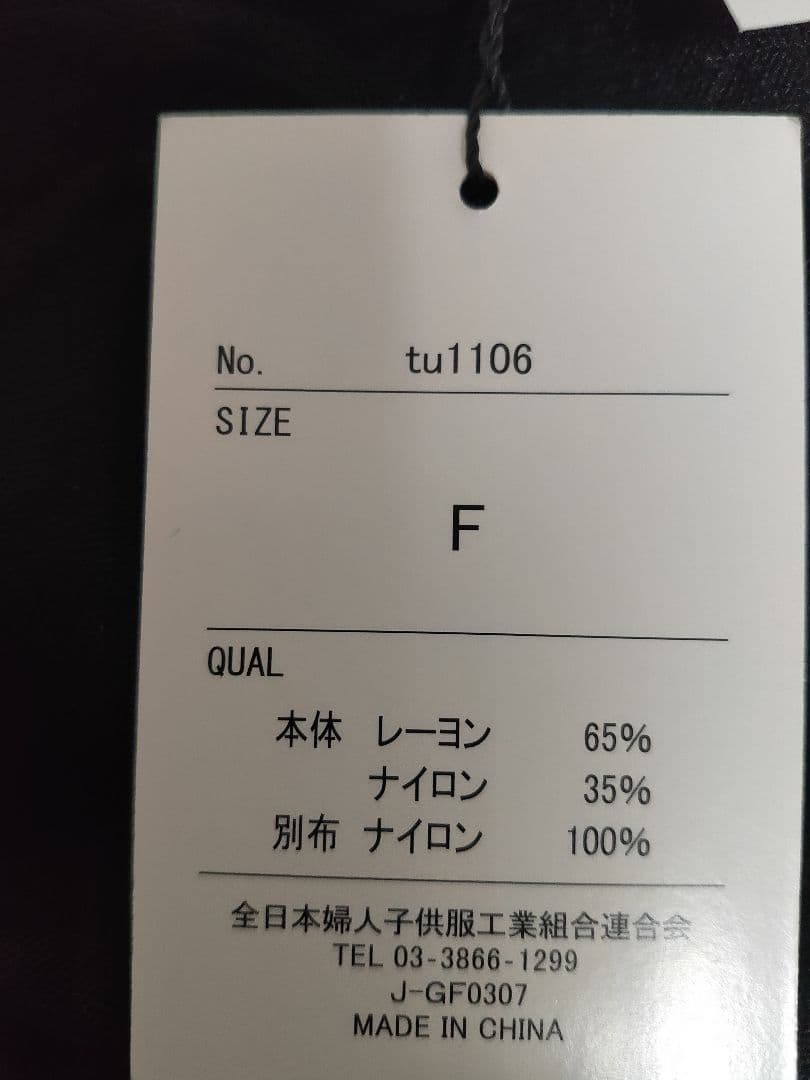 No. tu1106
SIZE
F
QUAL
本体 レーヨン 65%
ナイロン 35%
別布 ナイロン 100%
全日本婦人子供服工業組合連合会
TEL 03-3866-1299
J-GF0307
MADE IN CHINA